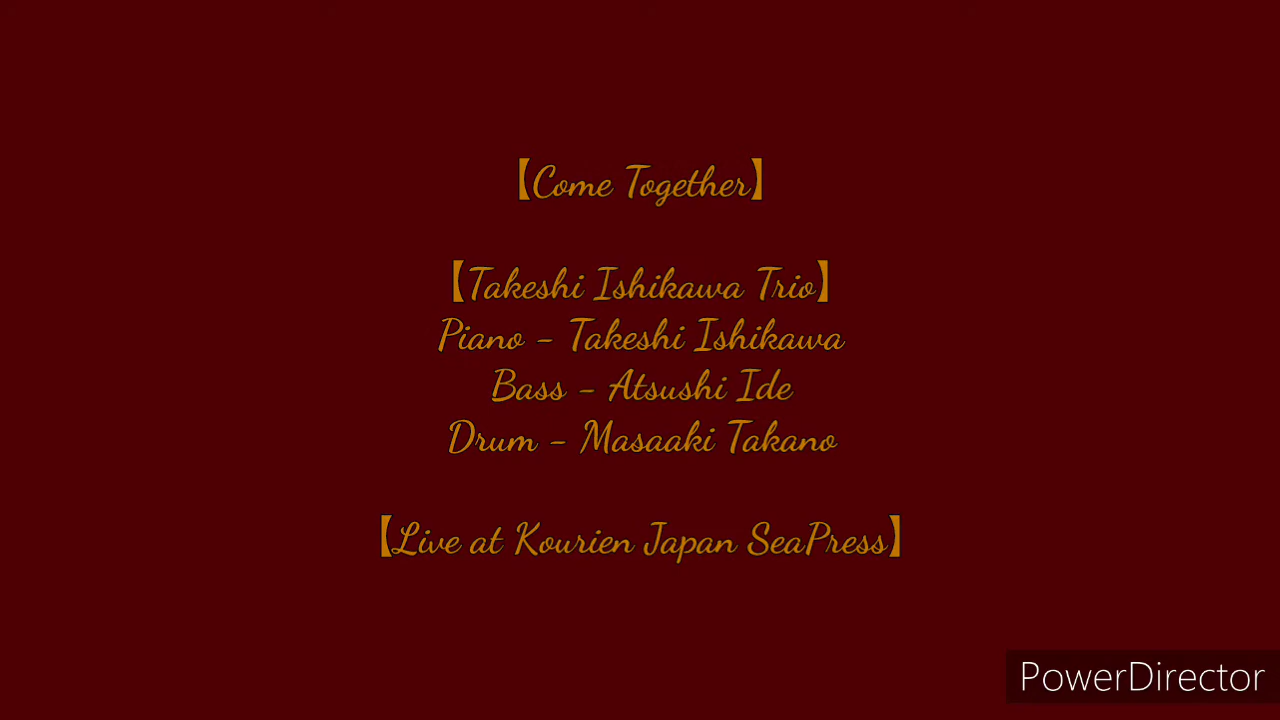 【Come Together】
【Takeshi Ishikawa Trio】
Piano - Takeshi Ishikawa
Bass - Atsushi Ide
Drum - Masaaki Takano
【Live at Kourien Japan SeaPress】
PowerDirector